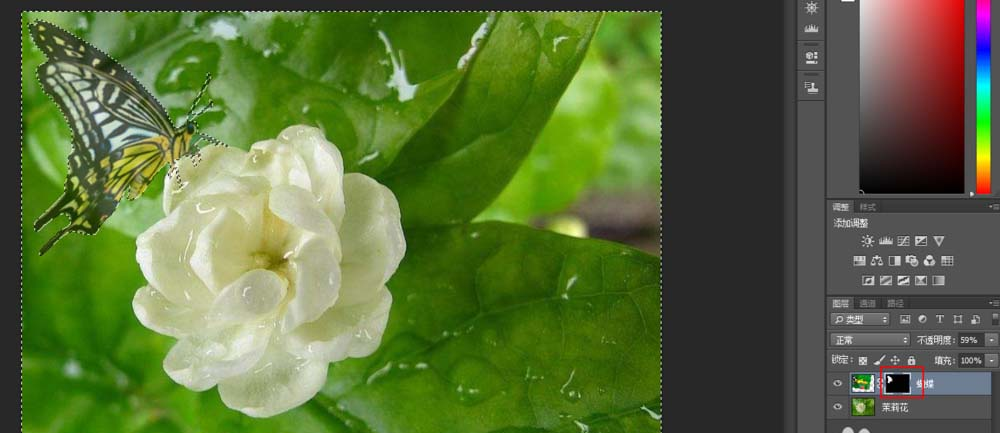 调整 样式
添加调整
图层 通道 路径
类型
正常 不透明度: 59%
锁定: 填充: 100%
蝴蝶
茉莉花